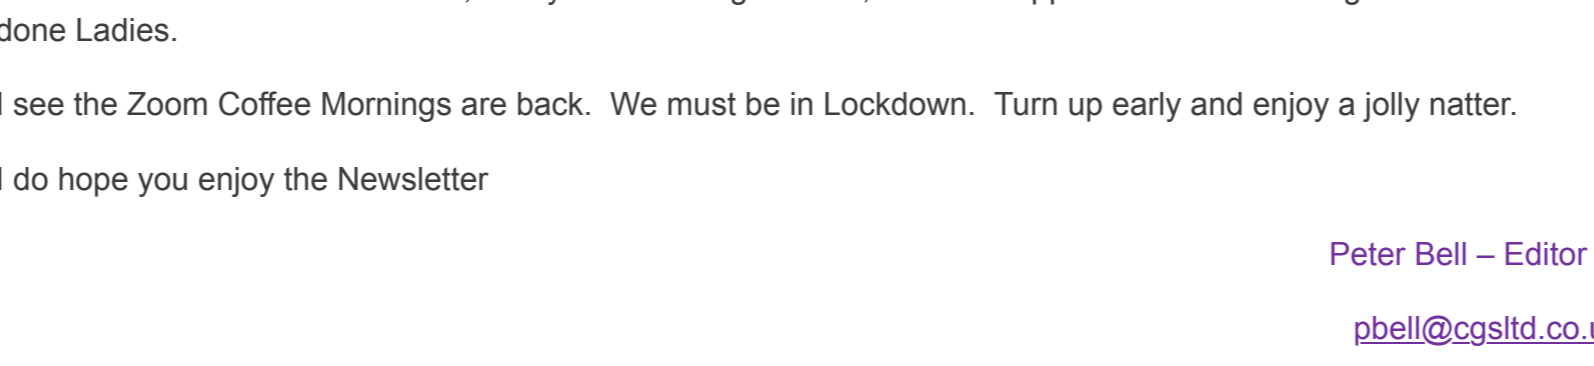 done Ladies.
I see the Zoom Coffee Mornings are back.  We must be in Lockdown.  Turn up early and enjoy a jolly natter.
I do hope you enjoy the Newsletter
Peter Bell – Editor
pbell@cgsltd.co.u